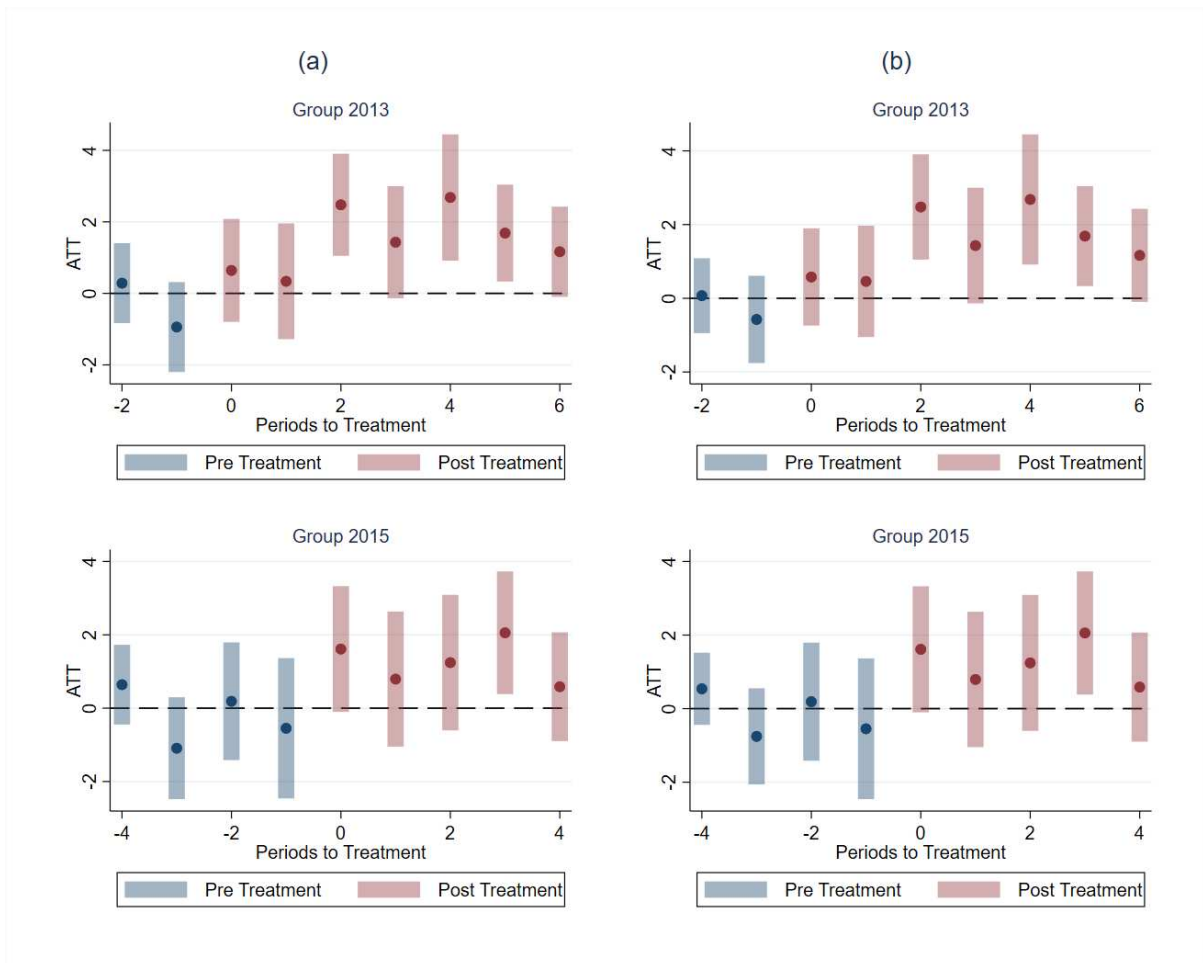 (a)
Group 2013
ATT
4
2
0
-2
-2 0 2 4 6
Periods to Treatment
Pre Treatment Post Treatment
Group 2015
ATT
4
2
0
-2
-4 -2 0 2 4
Periods to Treatment
Pre Treatment Post Treatment
(b)
Group 2013
ATT
4
2
0
-2
-2 0 2 4 6
Periods to Treatment
Pre Treatment Post Treatment
Group 2015
ATT
4
2
0
-2
-4 -2 0 2 4
Periods to Treatment
Pre Treatment Post Treatment